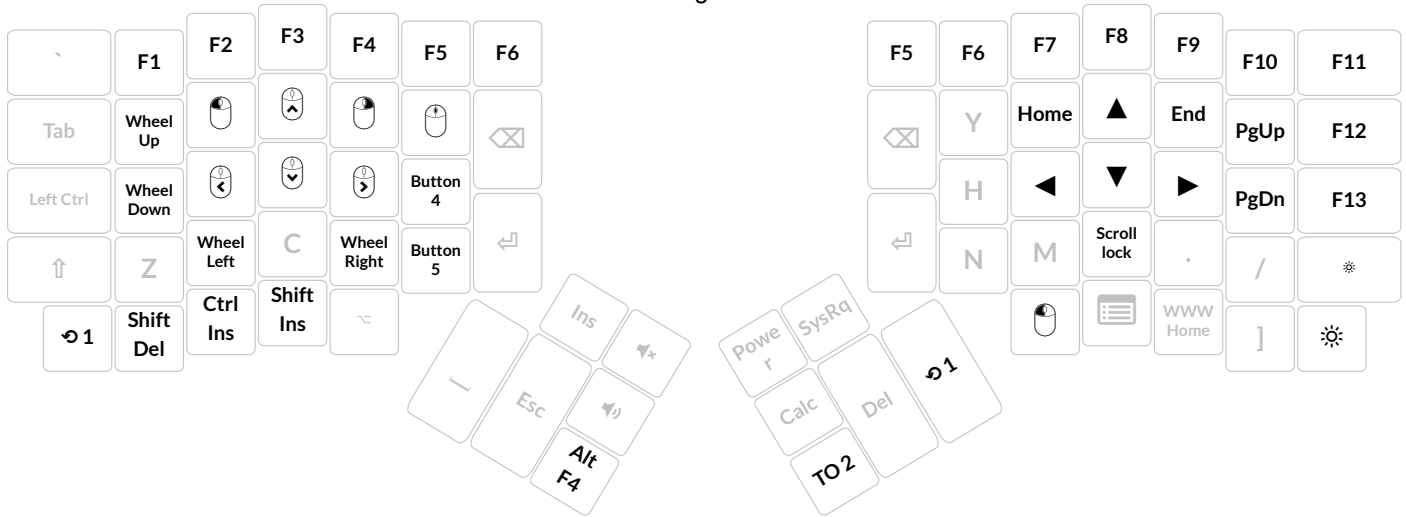 ` F1 F2 F3 F4 F5 F6 F5 F6 F7 F8 F9 F10 F11
Tab Wheel Up Y Home End PgUp F12
Left Ctrl Wheel Down Button 4 H PgDn F13
Z Wheel Left C Wheel Right Button 5 N M Scroll lock . /
1 Shift Del Ctrl Ins Shift Ins WWW Home ]
[ Esc Ins Alt F4
Power SysRq Calc Del 1 TO 2